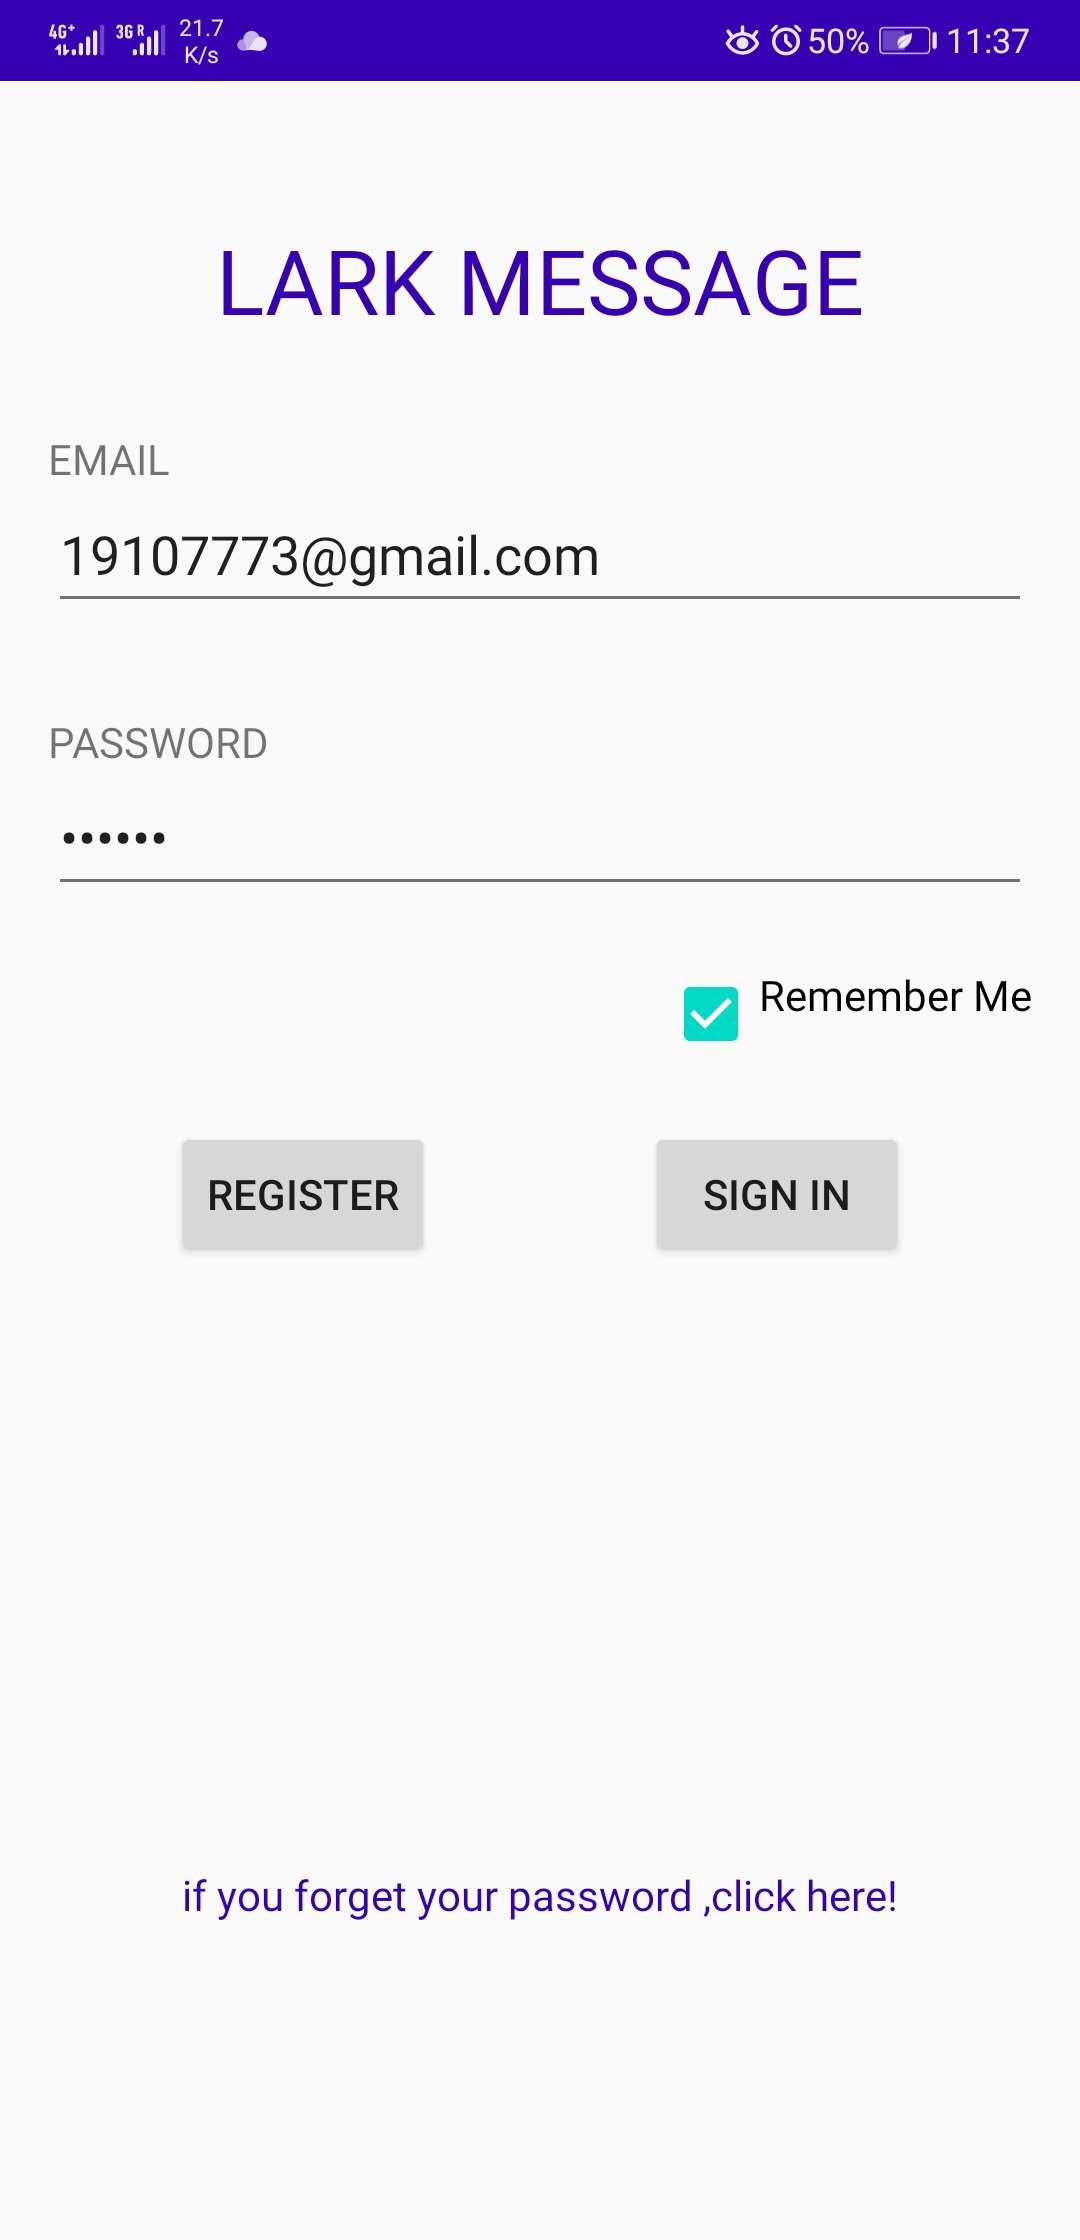 4G+ 3G R 21.7 K/s 50% 11:37
LARK MESSAGE
EMAIL
19107773@gmail.com
PASSWORD
••••••
Remember Me
REGISTER SIGN IN
if you forget your password ,click here!